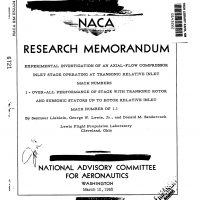 NACA
RESEARCH MEMORANDUM
EXPERIMENTAL INVESTIGATION OF AN AXIAL-FLOW COMPRESSOR
INLET STAGE OPERATING AT TRANSONIC RELATIVE INLET
MACH NUMBERS
I - OVER-ALL PERFORMANCE OF STAGE WITH TRANSONIC ROTOR
AND SUBSONIC STATORS UP TO ROTOR RELATIVE INLET
MACH NUMBER OF 1.1
By Seymour Lieblein, George W. Lewis, Jr., and Donald M. Sandercock
Lewis Flight Propulsion Laboratory
Cleveland, Ohio
NATIONAL ADVISORY COMMITTEE
FOR AERONAUTICS
WASHINGTON
March 10, 1952